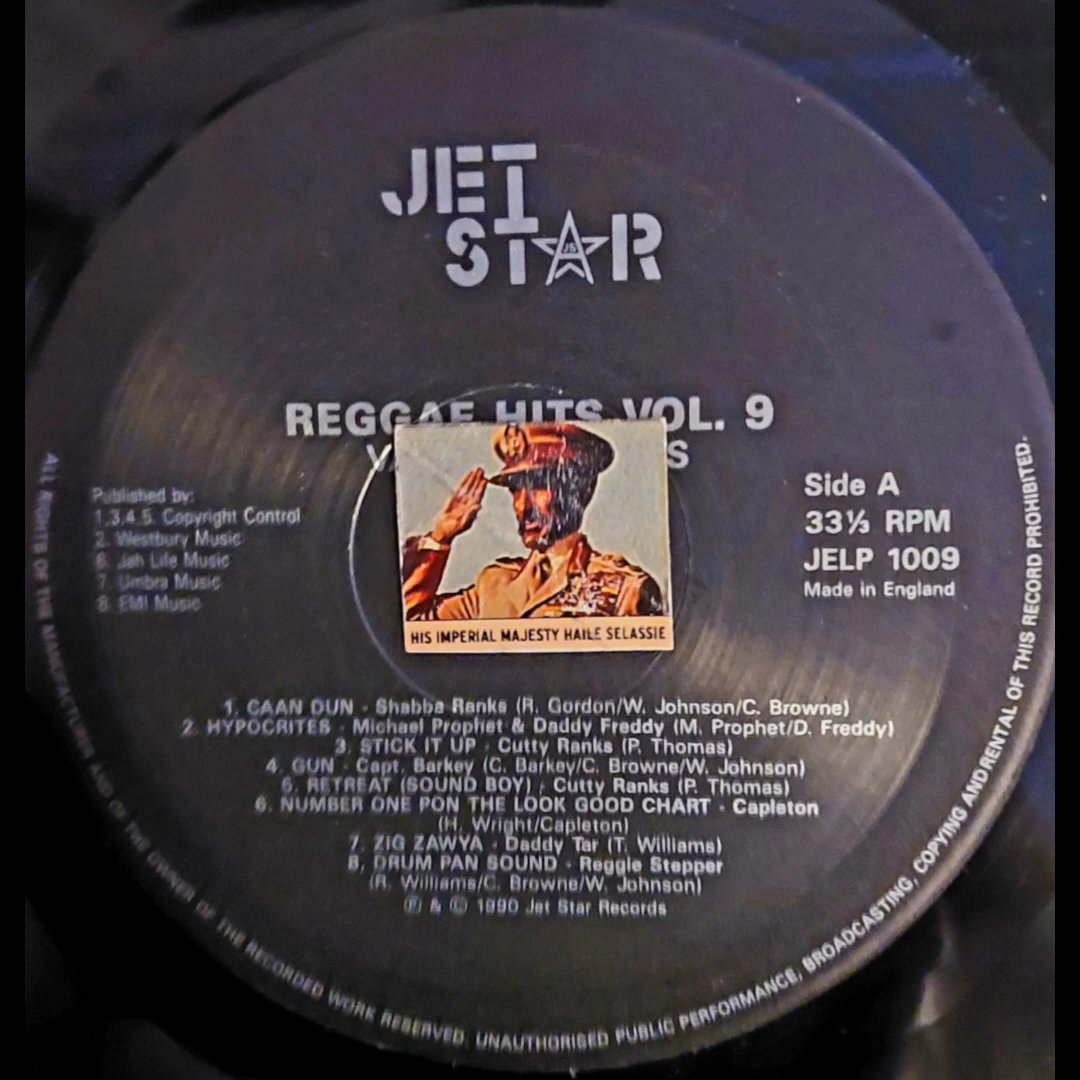 JET
STAR
JS
REGGAE HITS VOL. 9
Published by:
1.3.4.5. Copyright Control
2. Westbury Music
6. Jah Life Music
7. Umbra Music
8. EMI Music
Side A
33⅓ RPM
JELP 1009
Made in England
HIS IMPERIAL MAJESTY HAILE SELASSIE
1. CAAN DUN - Shabba Ranks (R. Gordon/W. Johnson/C. Browne)
2. HYPOCRITES - Michael Prophet & Daddy Freddy (M. Prophet/D. Freddy)
3. STICK IT UP - Cutty Ranks (P. Thomas)
4. GUN - Capt. Barkey (C. Barkey/C. Browne/W. Johnson)
5. RETREAT (SOUND BOY) - Cutty Ranks (P. Thomas)
6. NUMBER ONE PON THE LOOK GOOD CHART - Capleton
(H. Wright/Capleton)
7. ZIG ZAWYA - Daddy Tar (T. Williams)
8. DRUM PAN SOUND - Reggie Stepper
(R. Williams/C. Browne/W. Johnson)
℗ & © 1990 Jet Star Records
ALL RIGHTS OF THE MANUFACTURER AND OF THE OWNER OF THE RECORDED WORK RESERVED. UNAUTHORISED PUBLIC PERFORMANCE, BROADCASTING, COPYING AND RENTAL OF THIS RECORD PROHIBITED.